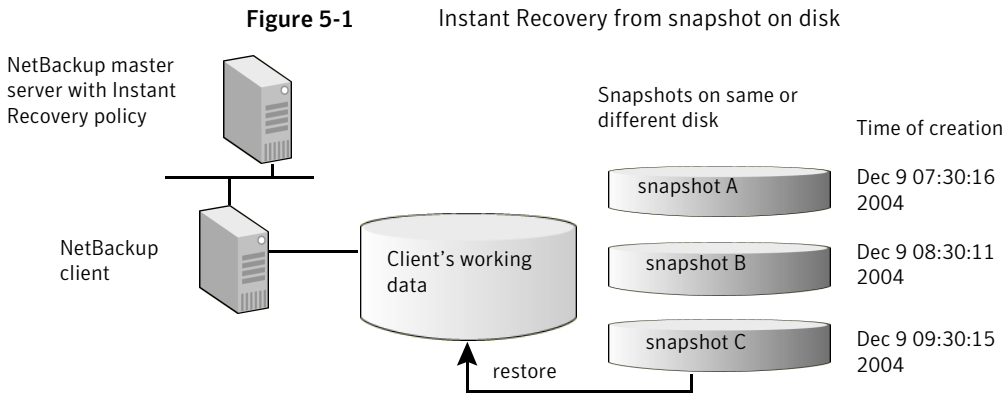 Figure 5-1 Instant Recovery from snapshot on disk
NetBackup master
server with Instant
Recovery policy
Snapshots on same or
different disk
Time of creation
snapshot A
Dec 9 07:30:16
2004
NetBackup
client
Client's working
data
snapshot B
Dec 9 08:30:11
2004
snapshot C
Dec 9 09:30:15
2004
restore